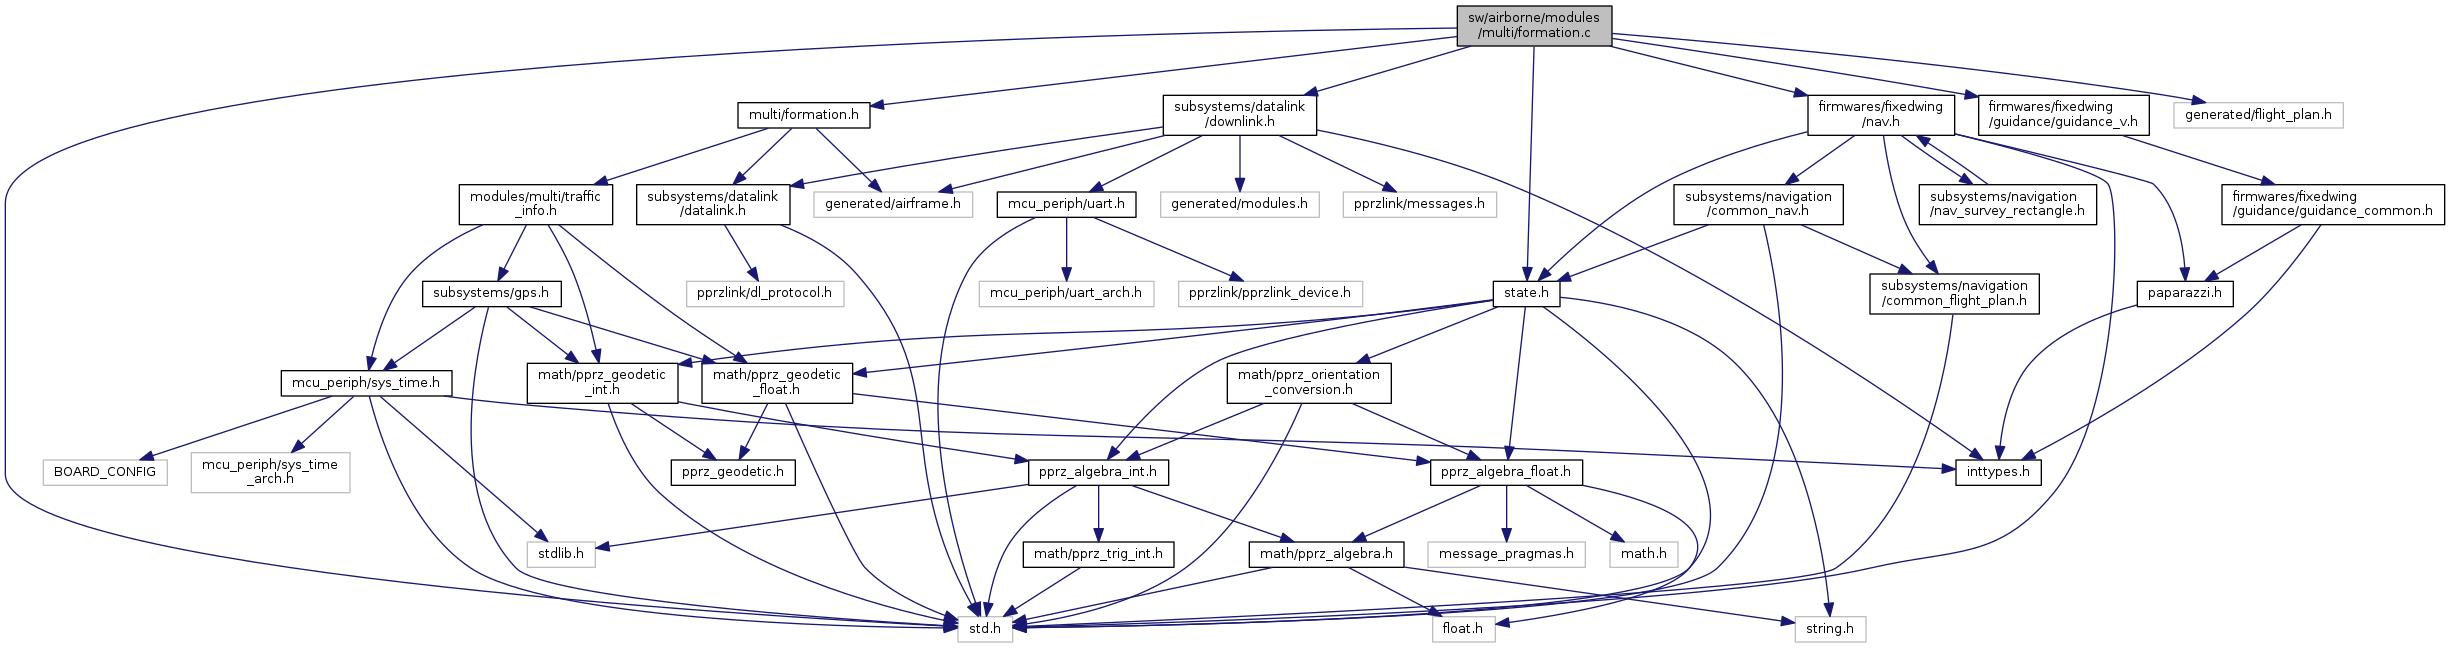 sw/airborne/modules
/multi/formation.c
multi/formation.h
subsystems/datalink
/downlink.h
firmwares/fixedwing
/nav.h
firmwares/fixedwing
/guidance/guidance_v.h
generated/flight_plan.h
modules/multi/traffic
_info.h
subsystems/datalink
/datalink.h
generated/airframe.h
mcu_periph/uart.h
generated/modules.h
pprzlink/messages.h
subsystems/navigation
/common_nav.h
subsystems/navigation
/nav_survey_rectangle.h
firmwares/fixedwing
/guidance/guidance_common.h
subsystems/gps.h
pprzlink/dl_protocol.h
mcu_periph/uart_arch.h
pprzlink/pprzlink_device.h
state.h
subsystems/navigation
/common_flight_plan.h
paparazzi.h
mcu_periph/sys_time.h
math/pprz_geodetic
_int.h
math/pprz_geodetic
_float.h
math/pprz_orientation
_conversion.h
BOARD_CONFIG
mcu_periph/sys_time
_arch.h
pprz_geodetic.h
pprz_algebra_int.h
pprz_algebra_float.h
inttypes.h
stdlib.h
math/pprz_trig_int.h
math/pprz_algebra.h
message_pragmas.h
math.h
std.h
float.h
string.h